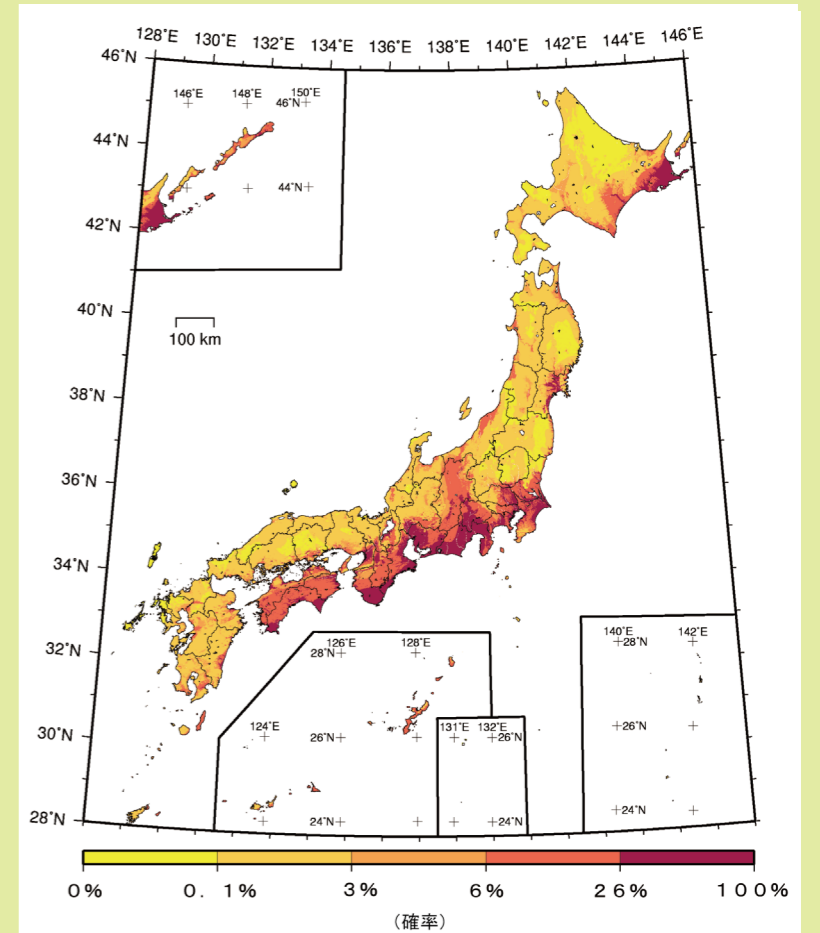 128°E 130°E 132°E 134°E 136°E 138°E 140°E 142°E 144°E 146°E
46°N
146°E 148°E 46°N 150°E
44°N
44°N
42°N
40°N
100 km
38°N
36°N
34°N
32°N
126°E 128°E
28°N
140°E 28°N 142°E
30°N
124°E 26°N
131°E 132°E
26°N
26°N
28°N
24°N
24°N
24°N
0% 0.1% 3% 6% 26% 100%
(確率)